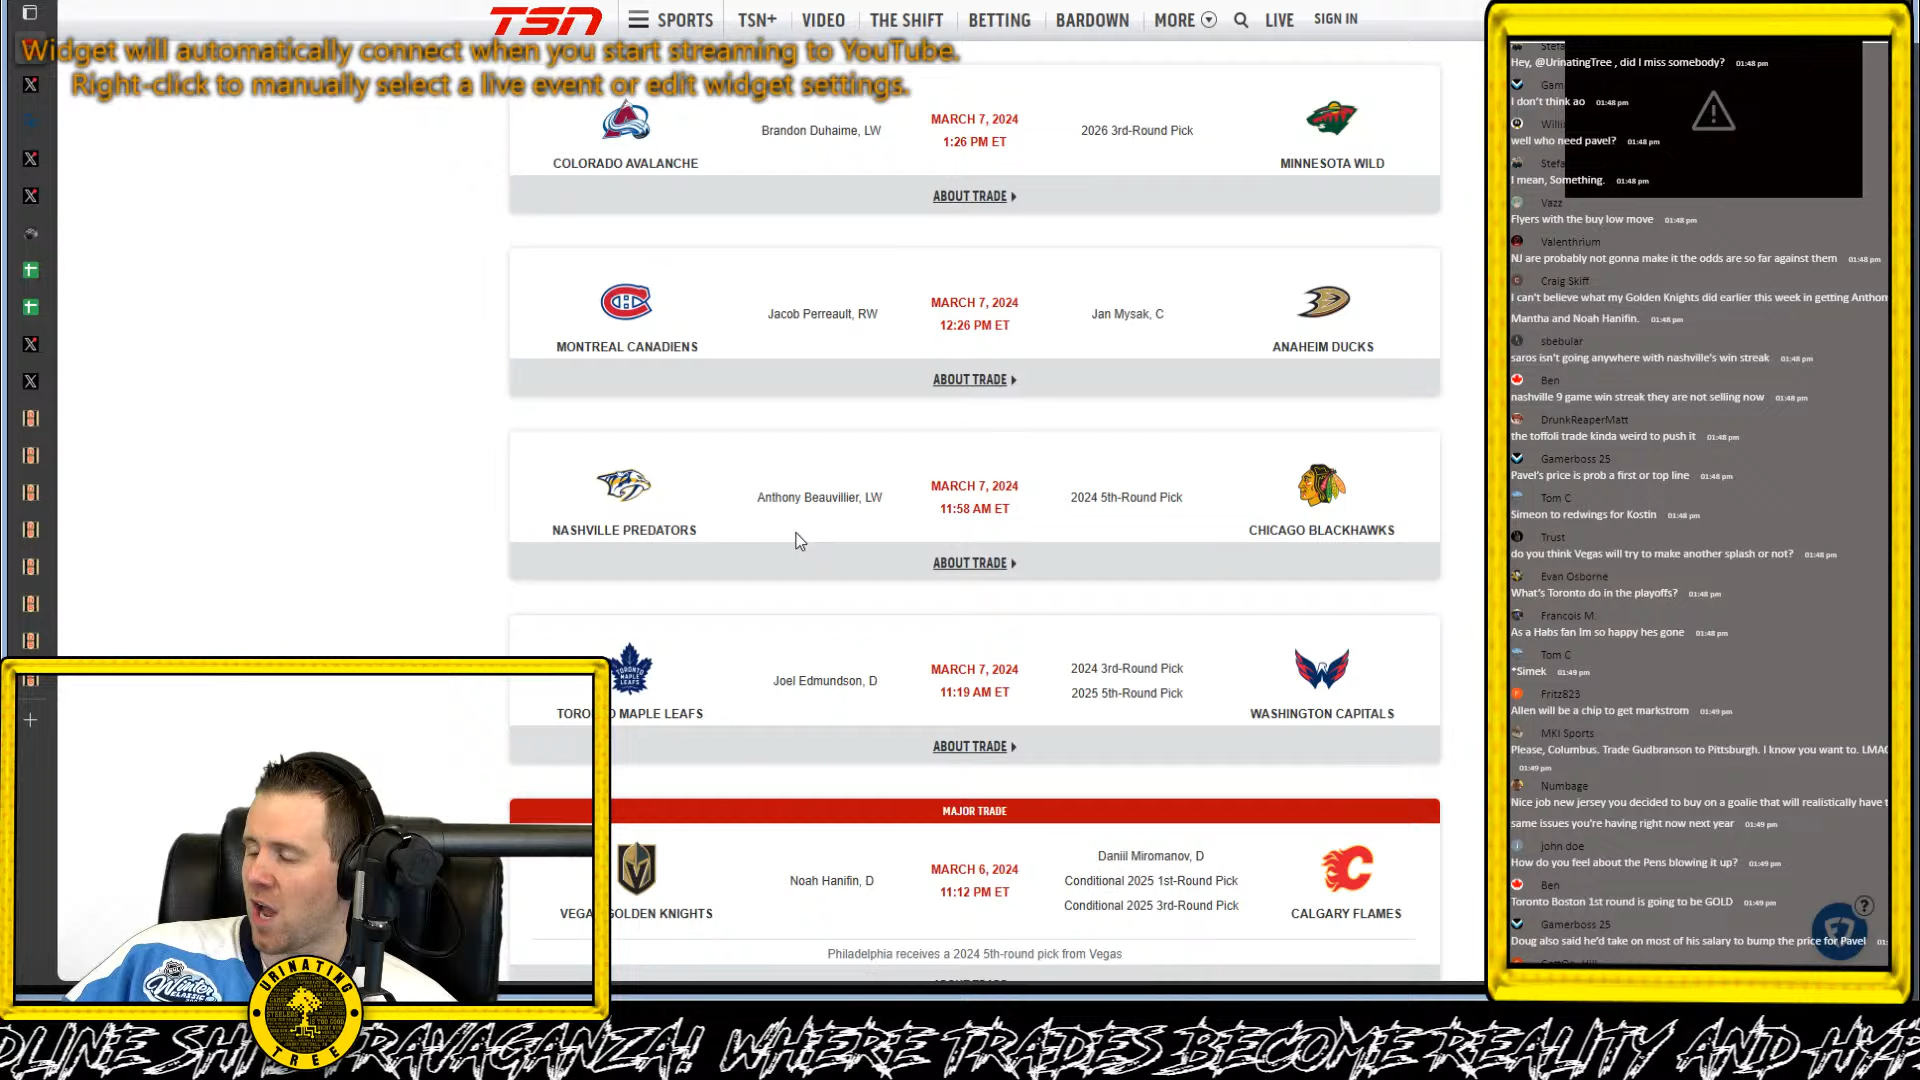 TSN
SPORTS
TSN+
VIDEO
THE SHIFT
BETTING
BARDOWN
MORE
LIVE
SIGN IN
Widget will automatically connect when you start streaming to YouTube.
Right-click to manually select a live event or edit widget settings.
Brandon Duhaime, LW
MARCH 7, 2024
1:26 PM ET
2026 3rd-Round Pick
COLORADO AVALANCHE
MINNESOTA WILD
ABOUT TRADE
Jacob Perreault, RW
MARCH 7, 2024
12:26 PM ET
Jan Mysak, C
MONTREAL CANADIENS
ANAHEIM DUCKS
ABOUT TRADE
Anthony Beauvillier, LW
MARCH 7, 2024
11:58 AM ET
2024 5th-Round Pick
NASHVILLE PREDATORS
CHICAGO BLACKHAWKS
ABOUT TRADE
Joel Edmundson, D
MARCH 7, 2024
11:19 AM ET
2024 3rd-Round Pick
2025 5th-Round Pick
TORO O MAPLE LEAFS
WASHINGTON CAPITALS
ABOUT TRADE
MAJOR TRADE
Noah Hanifin, D
MARCH 6, 2024
11:12 PM ET
Daniil Miromanov, D
Conditional 2025 1st-Round Pick
Conditional 2025 3rd-Round Pick
VEGA GOLDEN KNIGHTS
CALGARY FLAMES
Philadelphia receives a 2024 5th-round pick from Vegas
Stefa
Hey, @UrinatingTree , did I miss somebody? 01:48 pm
Gam
I don't think ao 01:48 pm
Willi
well who need pavel? 01:48 pm
Stefa
I mean, Something. 01:48 pm
Vazz
Flyers with the buy low move 01:48 pm
Valenthrium
NJ are probably not gonna make it the odds are so far against them 01:48 pm
Craig Skiff
I can't believe what my Golden Knights did earlier this week in getting Anthon
Mantha and Noah Hanifin. 01:48 pm
sbebular
saros isn't going anywhere with nashville's win streak 01:48 pm
Ben
nashville 9 game win streak they are not selling now 01:48 pm
DrunkReaperMatt
the toffoli trade kinda weird to push it 01:48 pm
Gamerboss 25
Pavel's price is prob a first or top line 01:48 pm
Tom C
Simeon to redwings for Kostin 01:48 pm
Trust
do you think Vegas will try to make another splash or not? 01:48 pm
Evan Osborne
What's Toronto do in the playoffs? 01:48 pm
Francois M.
As a Habs fan Im so happy hes gone 01:48 pm
Tom C
*Simek 01:49 pm
Fritz823
Allen will be a chip to get markstrom 01:49 pm
MKI Sports
Please, Columbus. Trade Gudbranson to Pittsburgh. I know you want to. LMAO
01:49 pm
Numbage
Nice job new jersey you decided to buy on a goalie that will realistically have t
same issues you're having right now next year 01:49 pm
john doe
How do you feel about the Pens blowing it up? 01:49 pm
Ben
Toronto Boston 1st round is going to be GOLD 01:49 pm
Gamerboss 25
Doug also said he'd take on most of his salary to bump the price for Pavel 01:
Winter
URINATING
TREE
DLINE SHI RAVAGANZA! WHERE TRADES BECOME REALITY AND HYP